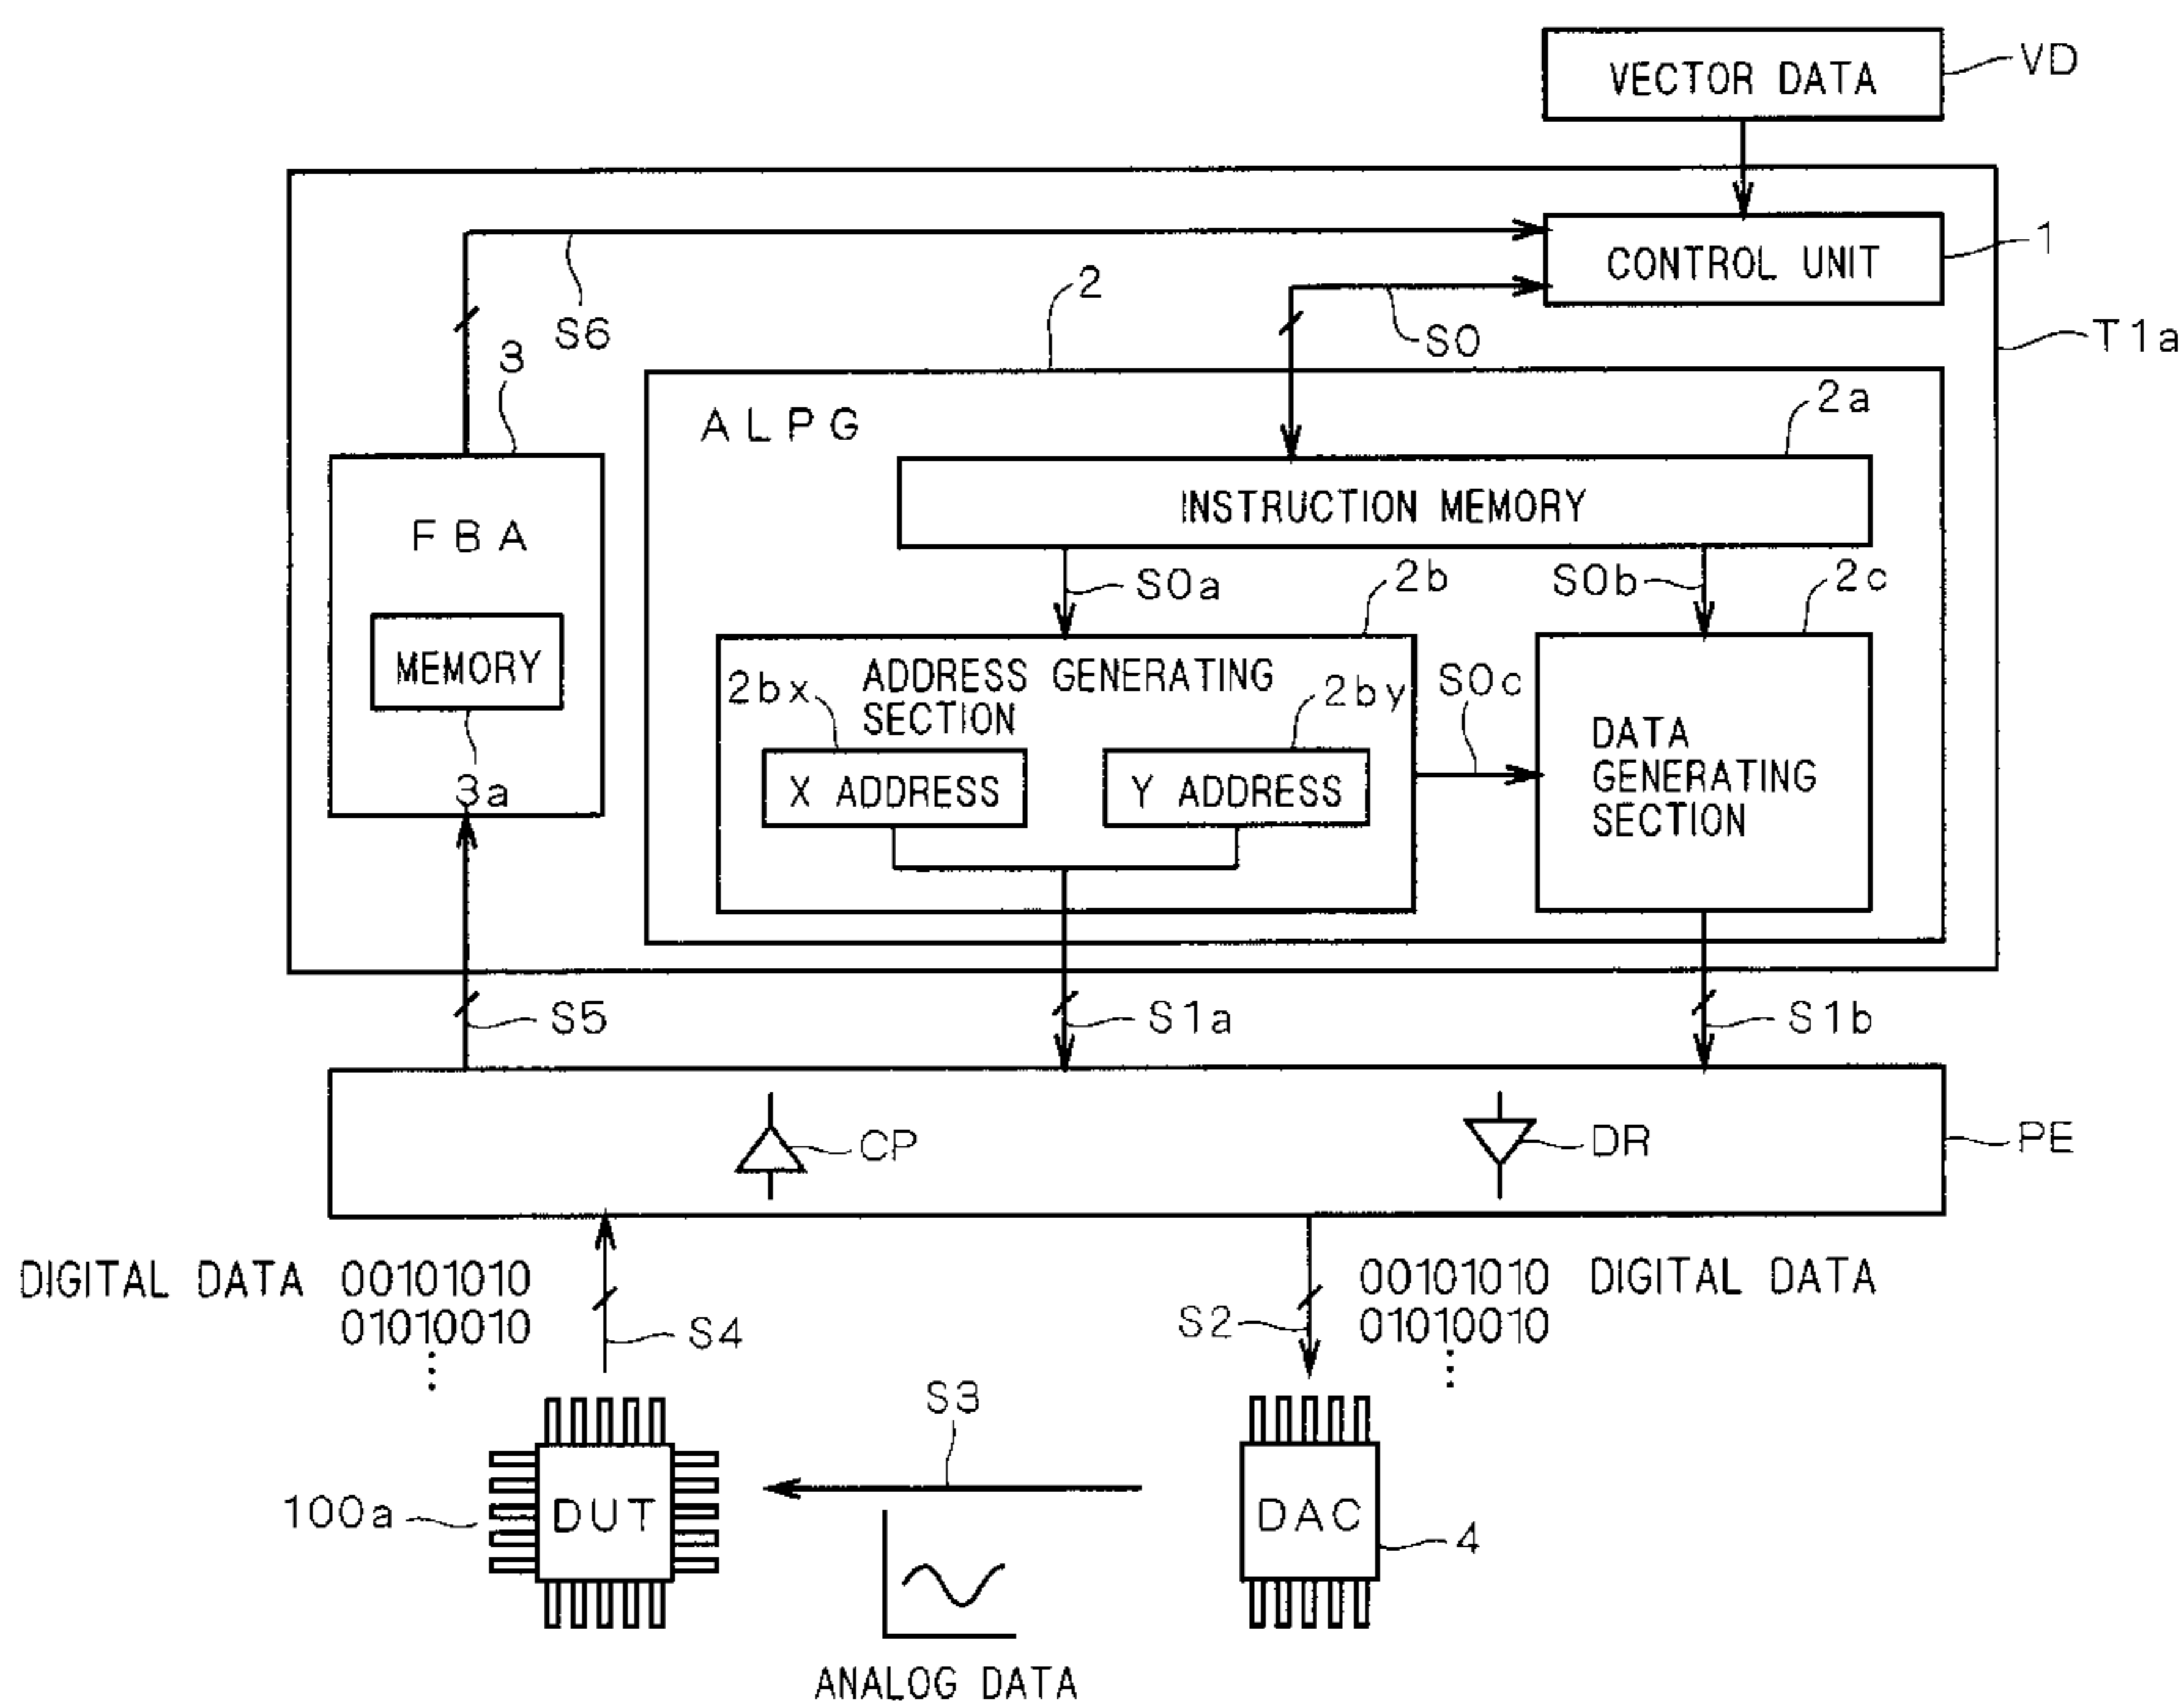 VECTOR DATA
VD
CONTROL UNIT
1
S6
S0
2
T1a
3
ALPG
2a
FBA
INSTRUCTION MEMORY
S0a
2b
S0b
2c
MEMORY
3a
ADDRESS GENERATING
SECTION
2bx
2by
S0c
X ADDRESS
Y ADDRESS
DATA
GENERATING
SECTION
S5
S1a
S1b
CP
DR
PE
DIGITAL DATA 00101010
01010010
S4
S2
00101010 DIGITAL DATA
01010010
S3
100a
DUT
DAC
4
ANALOG DATA